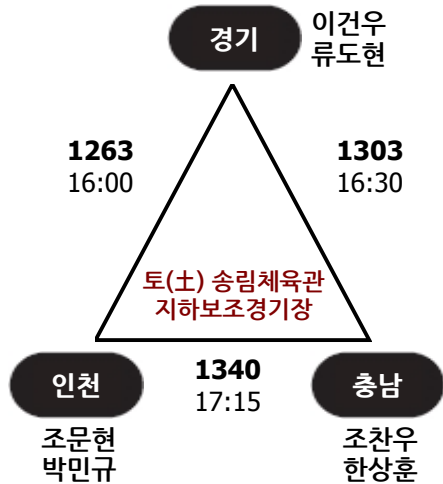 경기
이건우
류도현
1263
16:00
1303
16:30
토(土) 송림체육관
지하보조경기장
인천
1340
17:15
충남
조문현
박민규
조찬우
한상훈